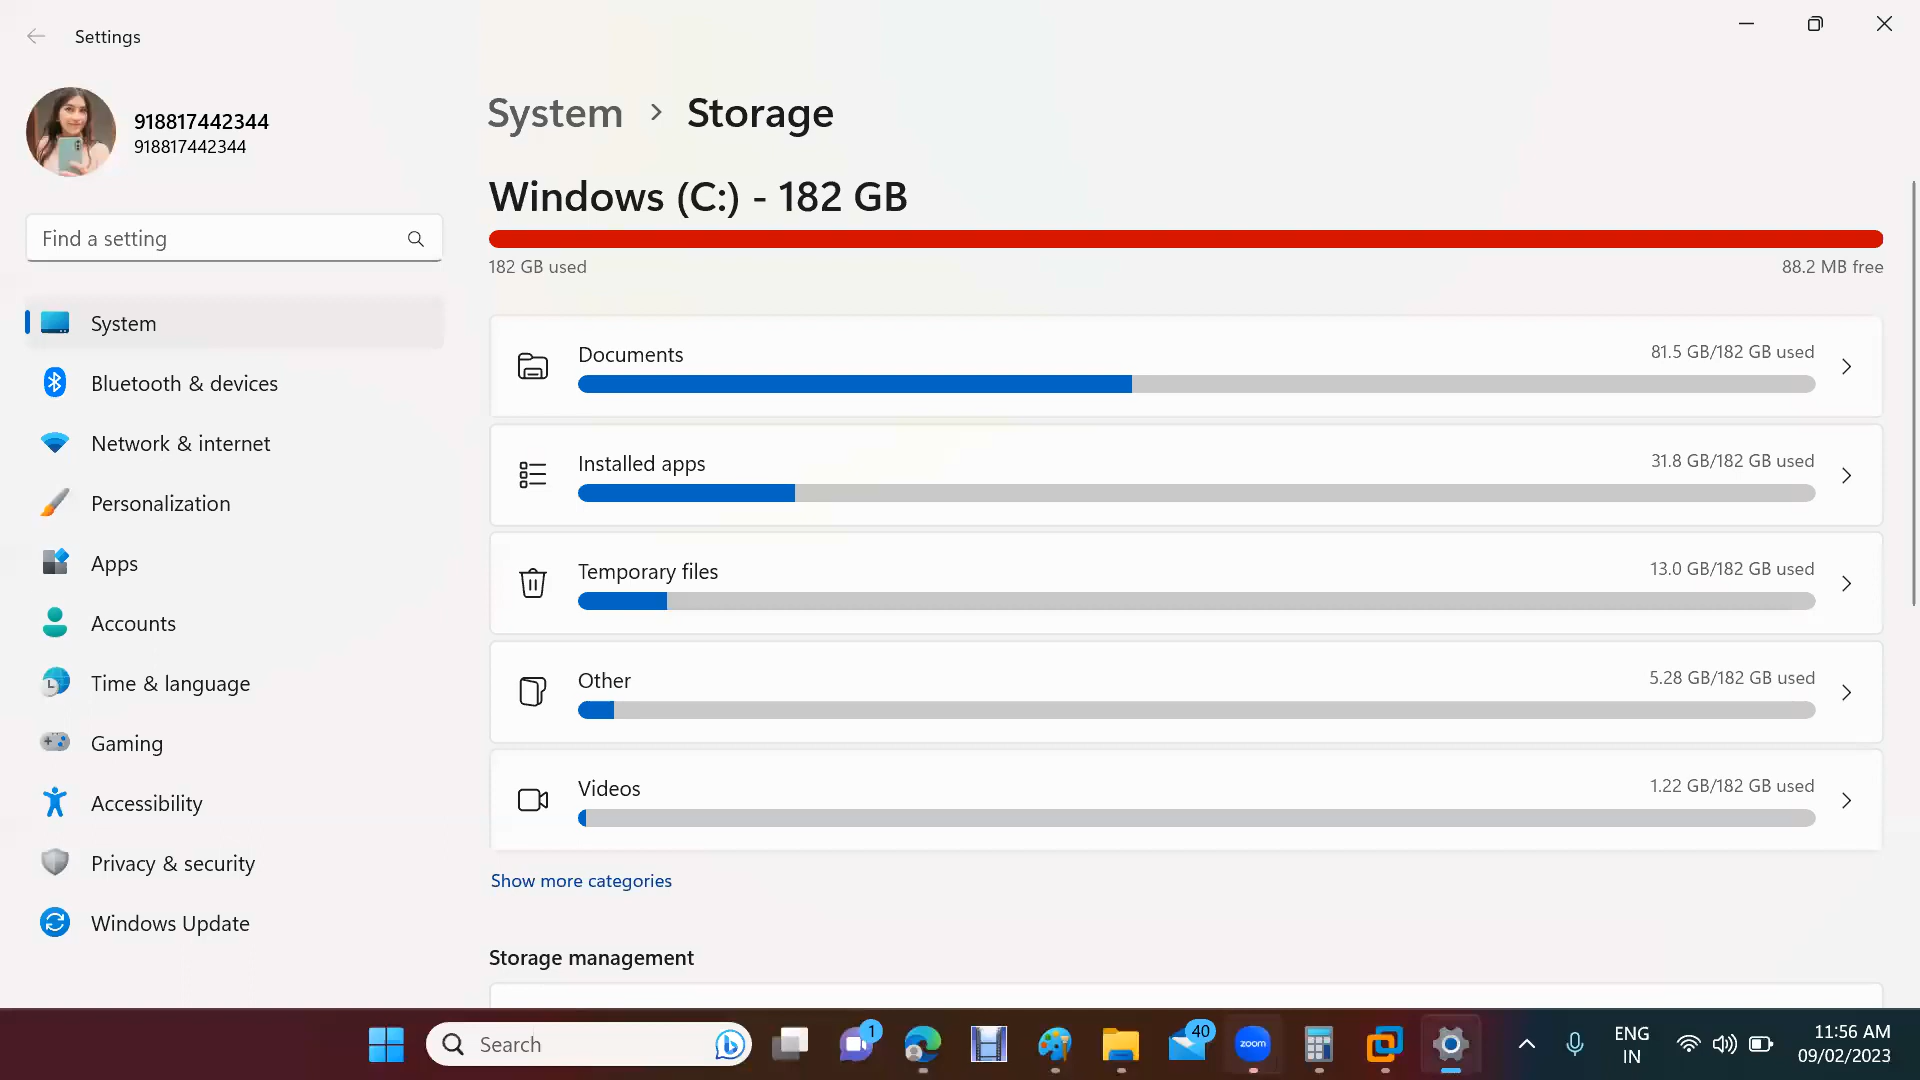 Settings
918817442344
918817442344
Find a setting
System
Bluetooth & devices
Network & internet
Personalization
Apps
Accounts
Time & language
Gaming
Accessibility
Privacy & security
Windows Update
System > Storage
Windows (C:) - 182 GB
182 GB used
88.2 MB free
Documents
81.5 GB/182 GB used
Installed apps
31.8 GB/182 GB used
Temporary files
13.0 GB/182 GB used
Other
5.28 GB/182 GB used
Videos
1.22 GB/182 GB used
Show more categories
Storage management
Search
1
40
zoom
ENG
IN
11:56 AM
09/02/2023